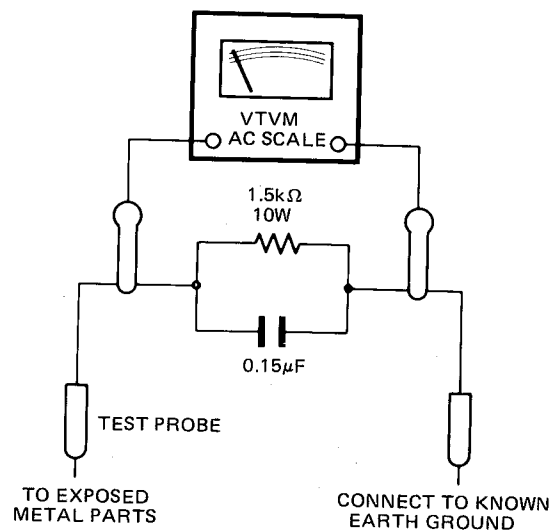 VTVM
AC SCALE
1.5kΩ
10W
0.15µF
TEST PROBE
TO EXPOSED
METAL PARTS
CONNECT TO KNOWN
EARTH GROUND